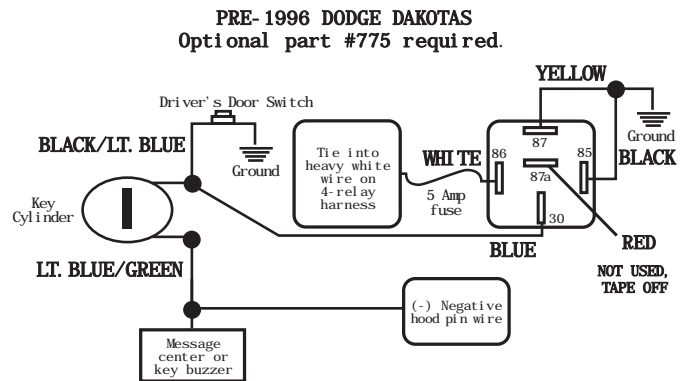 PRE-1996 DODGE DAKOTAS
Optional part #775 required.
YELLOW
Driver's Door Switch
BLACK/LT. BLUE
Ground
Tie into
heavy white
wire on
4-relay
harness
WHITE
5 Amp
fuse
86
87
87a
85
30
Ground
BLACK
Key
Cylinder
BLUE
RED
NOT USED,
TAPE OFF
LT. BLUE/GREEN
(-) Negative
hood pin wire
Message
center or
key buzzer